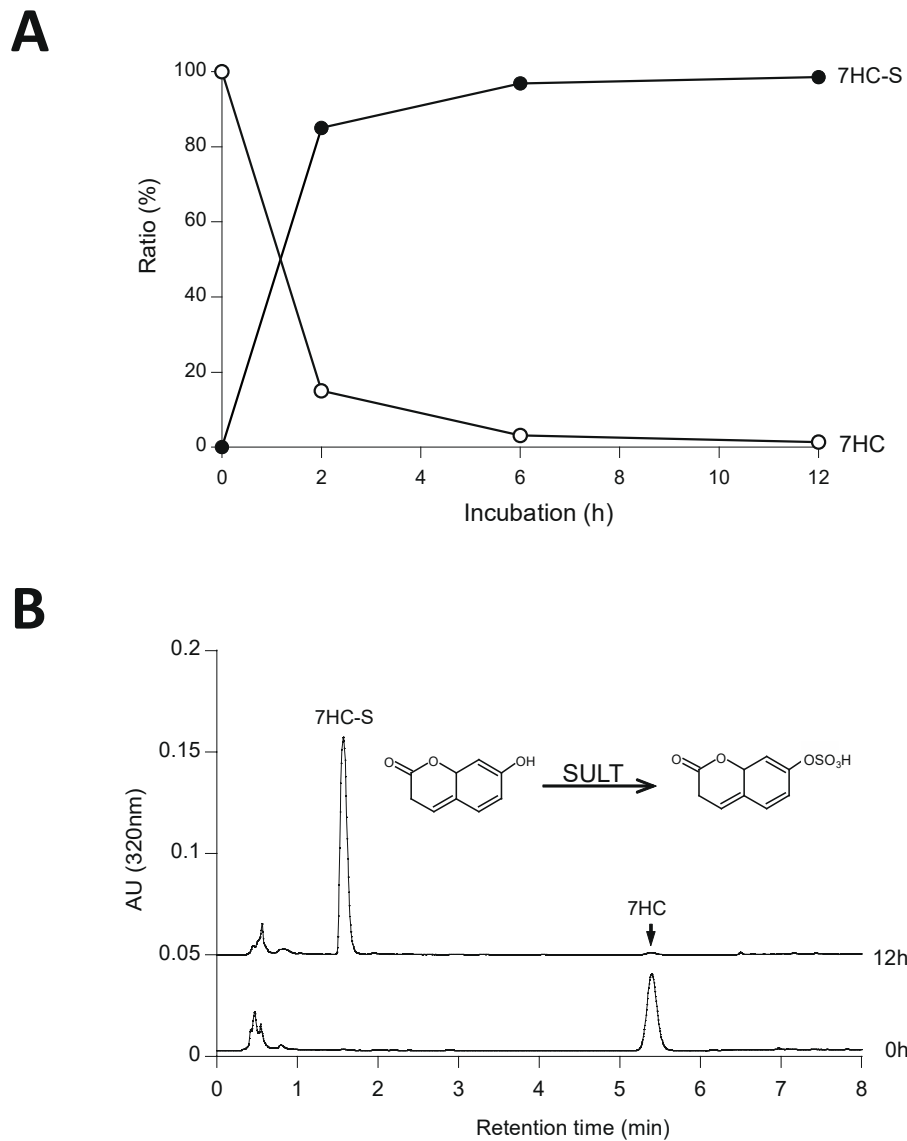 A
100
80
60
40
20
0
Ratio (%)
7HC-S
7HC
0 2 4 6 8 10 12
Incubation (h)
B
0.2
0.15
0.1
0.05
0
AU (320nm)
7HC-S
O O OH
SULT
O O OSO₃H
7HC
12h
0h
0 1 2 3 4 5 6 7 8
Retention time (min)